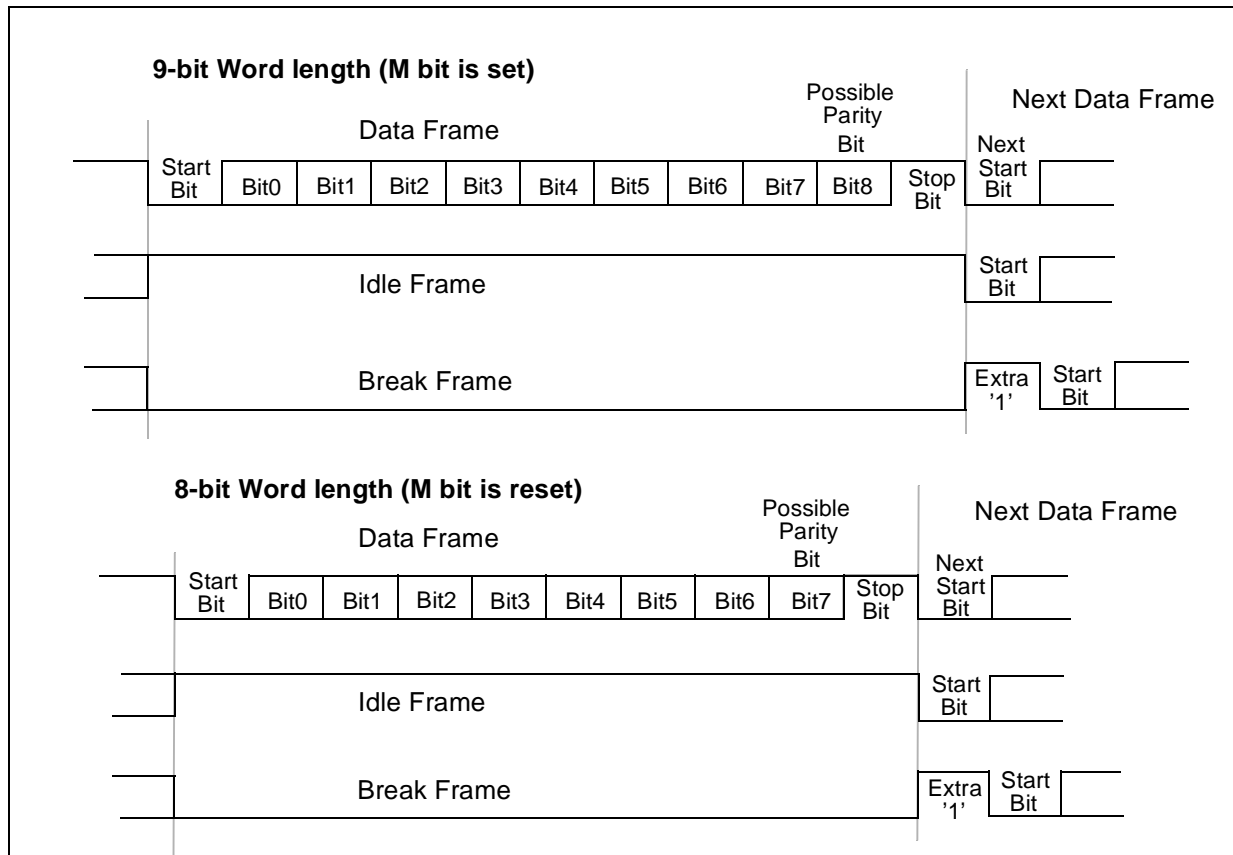 9-bit Word length (M bit is set)
Next Data Frame
Data Frame
Possible
Parity
Bit
Start
Bit
Bit0
Bit1
Bit2
Bit3
Bit4
Bit5
Bit6
Bit7
Bit8
Stop
Bit
Next
Start
Bit
Idle Frame
Start
Bit
Break Frame
Extra
’1’
Start
Bit
8-bit Word length (M bit is reset)
Next Data Frame
Data Frame
Possible
Parity
Bit
Start
Bit
Bit0
Bit1
Bit2
Bit3
Bit4
Bit5
Bit6
Bit7
Stop
Bit
Next
Start
Bit
Idle Frame
Start
Bit
Break Frame
Extra
’1’
Start
Bit